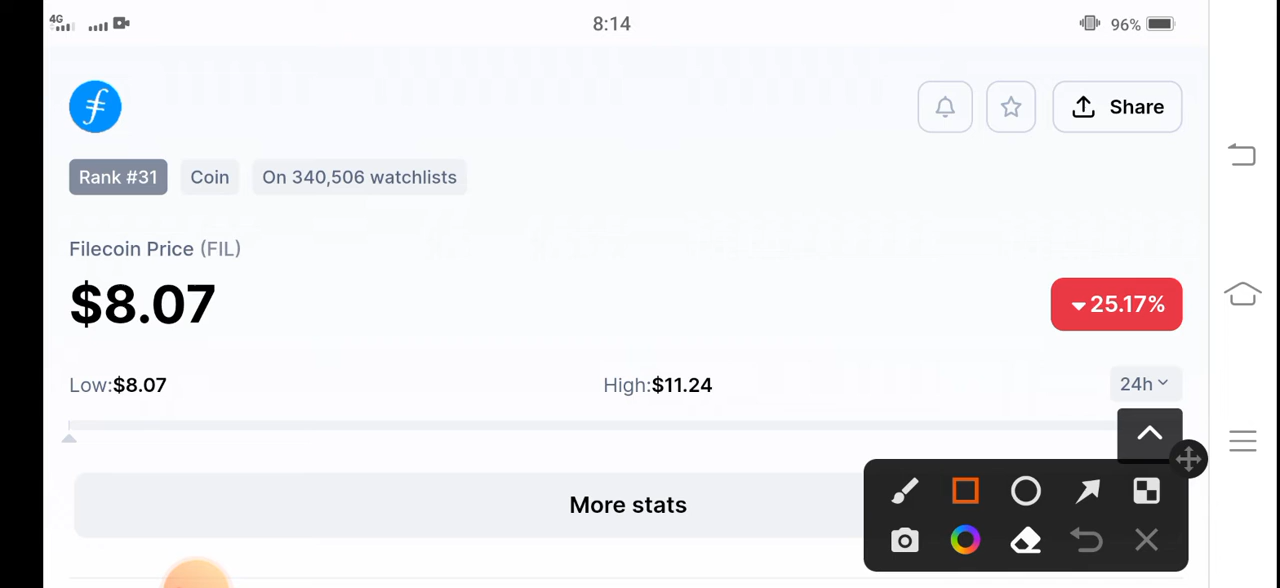 4G 8:14 96%
Share
Rank #31 Coin On 340,506 watchlists
Filecoin Price (FIL)
$8.07 25.17%
Low:$8.07 High:$11.24 24h
More stats